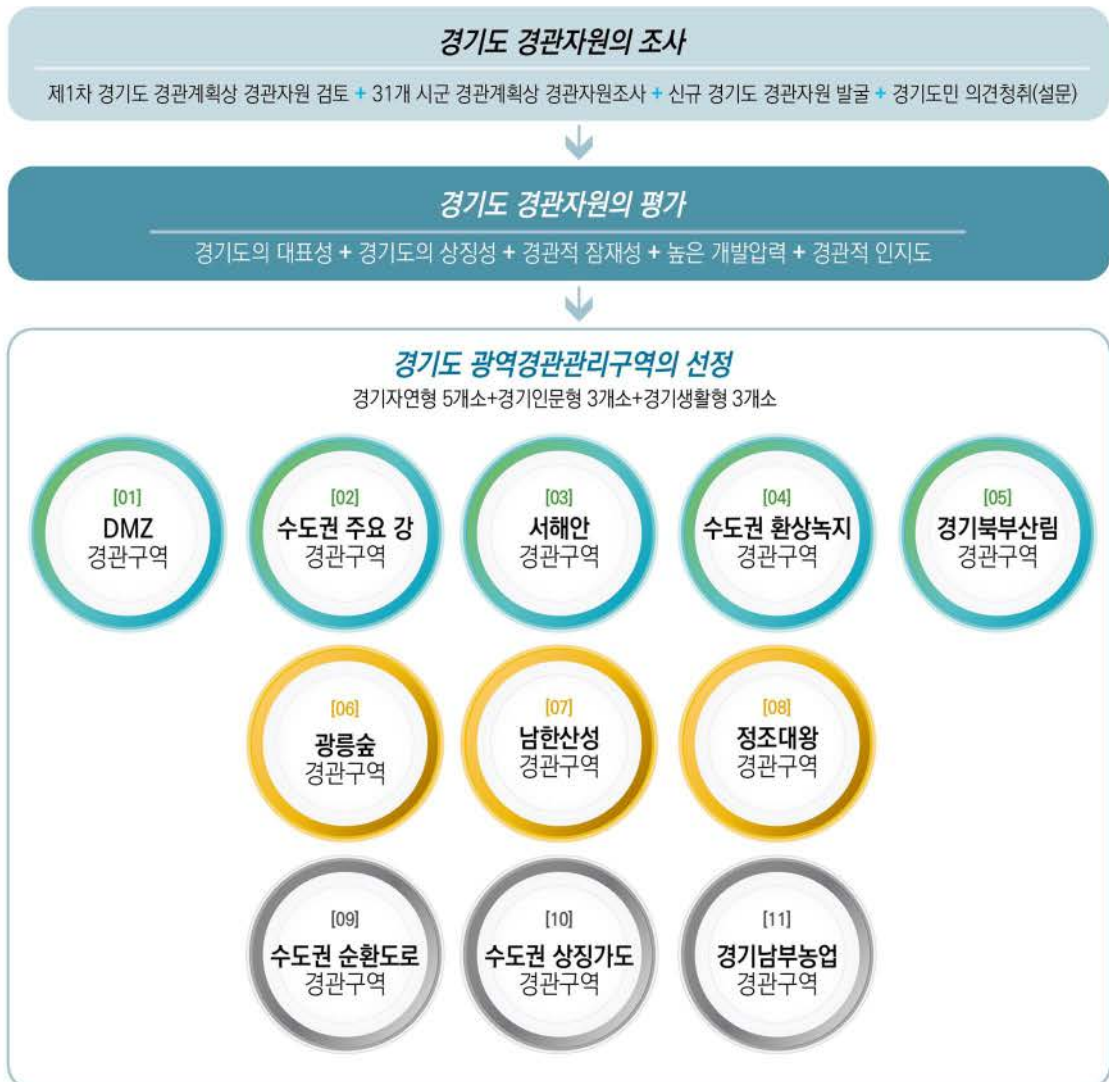 경기도 경관자원의 조사
제1차 경기도 경관계획상 경관자원 검토 + 31개 시군 경관계획상 경관자원조사 + 신규 경기도 경관자원 발굴 + 경기도민 의견청취(설문)
경기도 경관자원의 평가
경기도의 대표성 + 경기도의 상징성 + 경관적 잠재성 + 높은 개발압력 + 경관적 인지도
경기도 광역경관관리구역의 선정
경기자연형 5개소+경기인문형 3개소+경기생활형 3개소
[01]
DMZ
경관구역
[02]
수도권 주요 강
경관구역
[03]
서해안
경관구역
[04]
수도권 환상녹지
경관구역
[05]
경기북부산림
경관구역
[06]
광릉숲
경관구역
[07]
남한산성
경관구역
[08]
정조대왕
경관구역
[09]
수도권 순환도로
경관구역
[10]
수도권 상징가도
경관구역
[11]
경기남부농업
경관구역